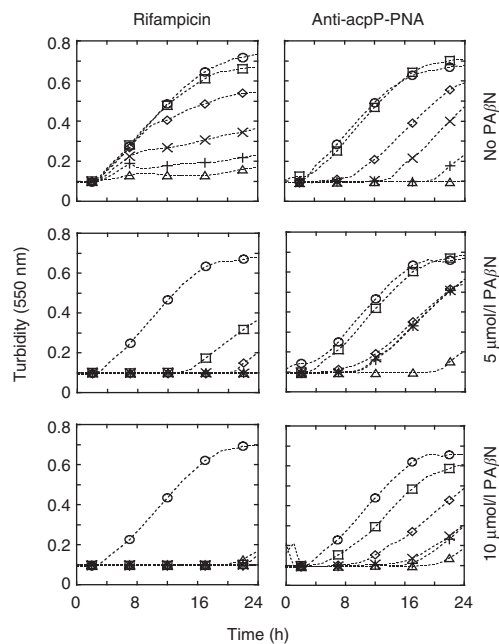 Rifampicin
Anti-acpP-PNA
0.8
0.6
0.4
0.2
0
No PAβN
0.8
0.6
0.4
0.2
0
Turbidity (550 nm)
5 μmol/l PAβN
0.8
0.6
0.4
0.2
0
10 μmol/l PAβN
0 8 16 24
0 8 16 24
Time (h)